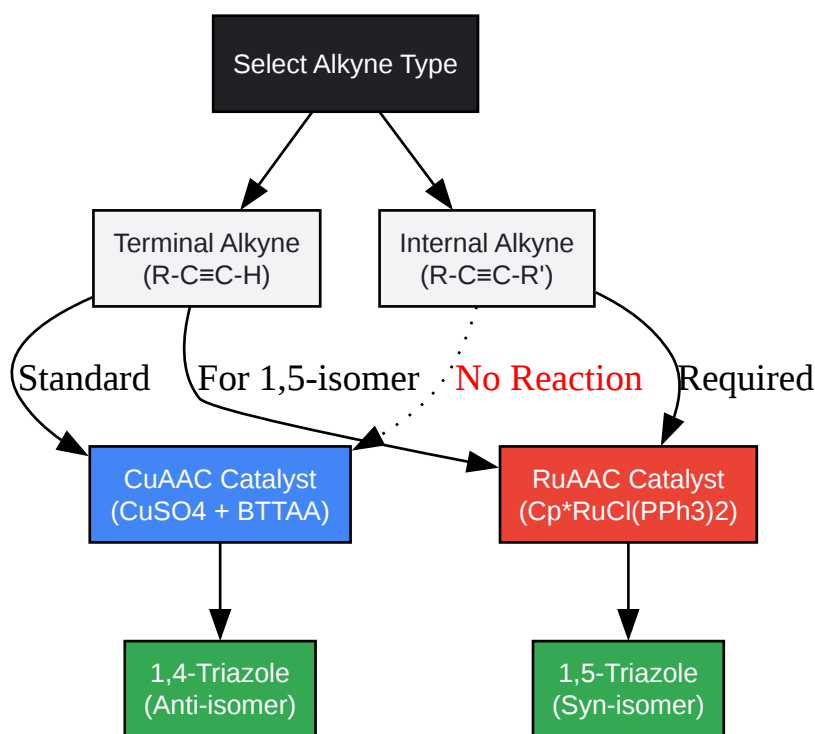 Select Alkyne Type
Terminal Alkyne
(R-C≡C-H)
Internal Alkyne
(R-C≡C-R')
Standard
For 1,5-isomer
No Reaction
Required
CuAAC Catalyst
(CuSO4 + BTTAA)
RuAAC Catalyst
(Cp*RuCl(PPh3)2)
1,4-Triazole
(Anti-isomer)
1,5-Triazole
(Syn-isomer)